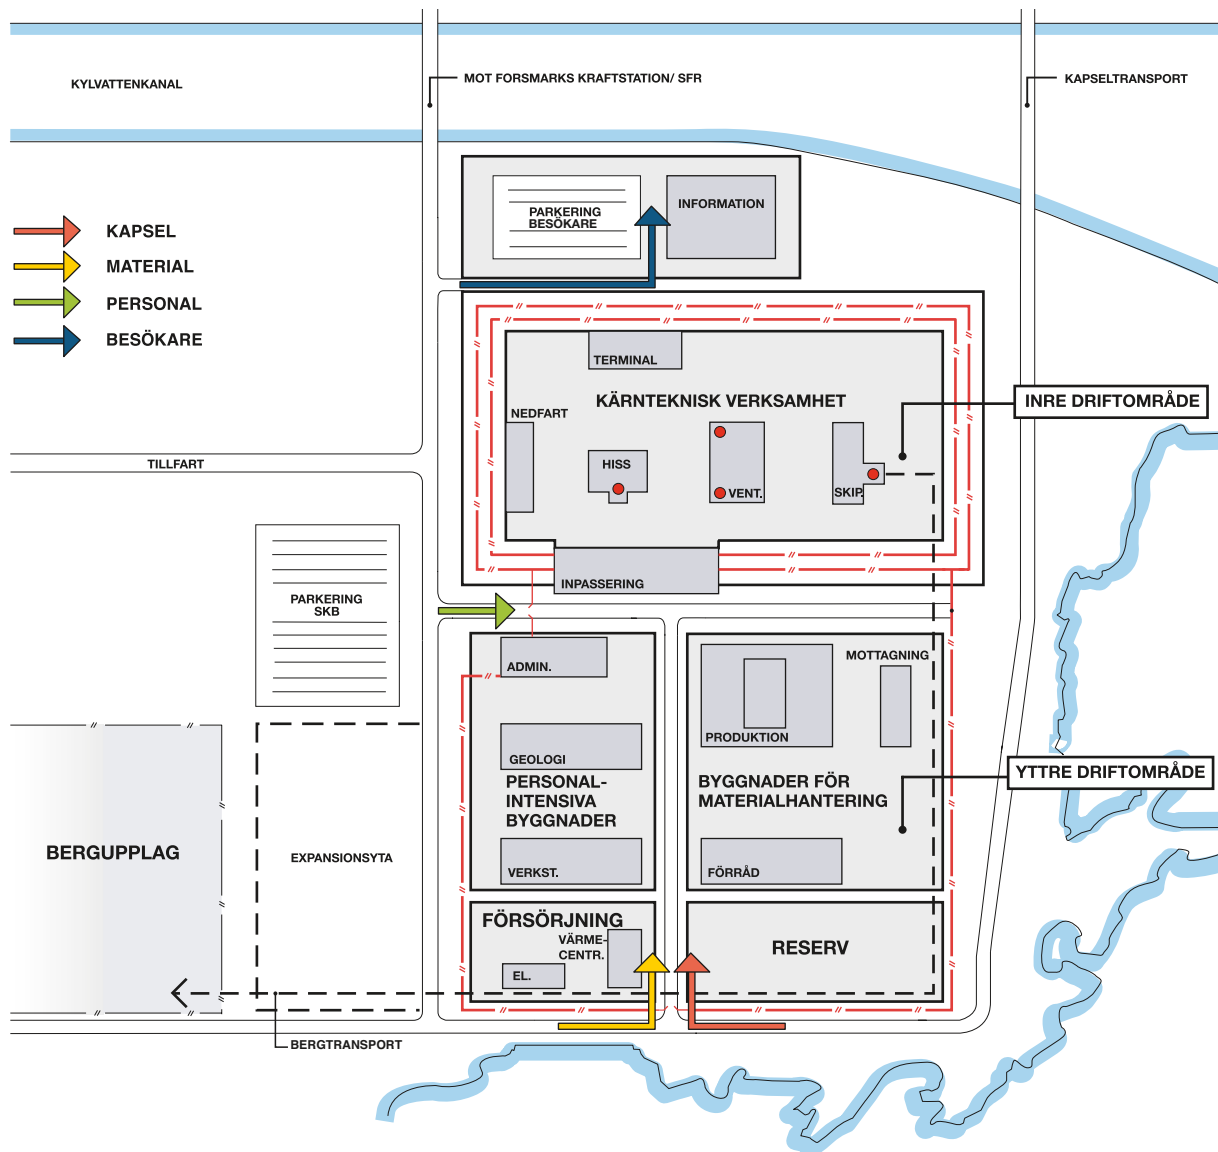 KYLVATTENKANAL
MOT FORSMARKS KRAFTSTATION/ SFR
KAPSELTRANSPORT
KAPSEL
MATERIAL
PERSONAL
BESÖKARE
PARKERING
BESÖKARE
INFORMATION
TERMINAL
KÄRNTEKNISK VERKSAMHET
INRE DRIFTOMRÅDE
NEDFART
HISS
VENT.
SKIP.
TILLFART
INPASSERING
PARKERING
SKB
ADMIN.
MOTTAGNING
PRODUKTION
GEOLOGI
PERSONAL-
INTENSIVA
BYGGNADER
BYGGNADER FÖR
MATERIALHANTERING
YTTRE DRIFTOMRÅDE
BERGUPPLAG
EXPANSIONSYTA
VERKST.
FÖRRÅD
FÖRSÖRJNING
VÄRME-
CENTR.
EL.
RESERV
BERGTRANSPORT